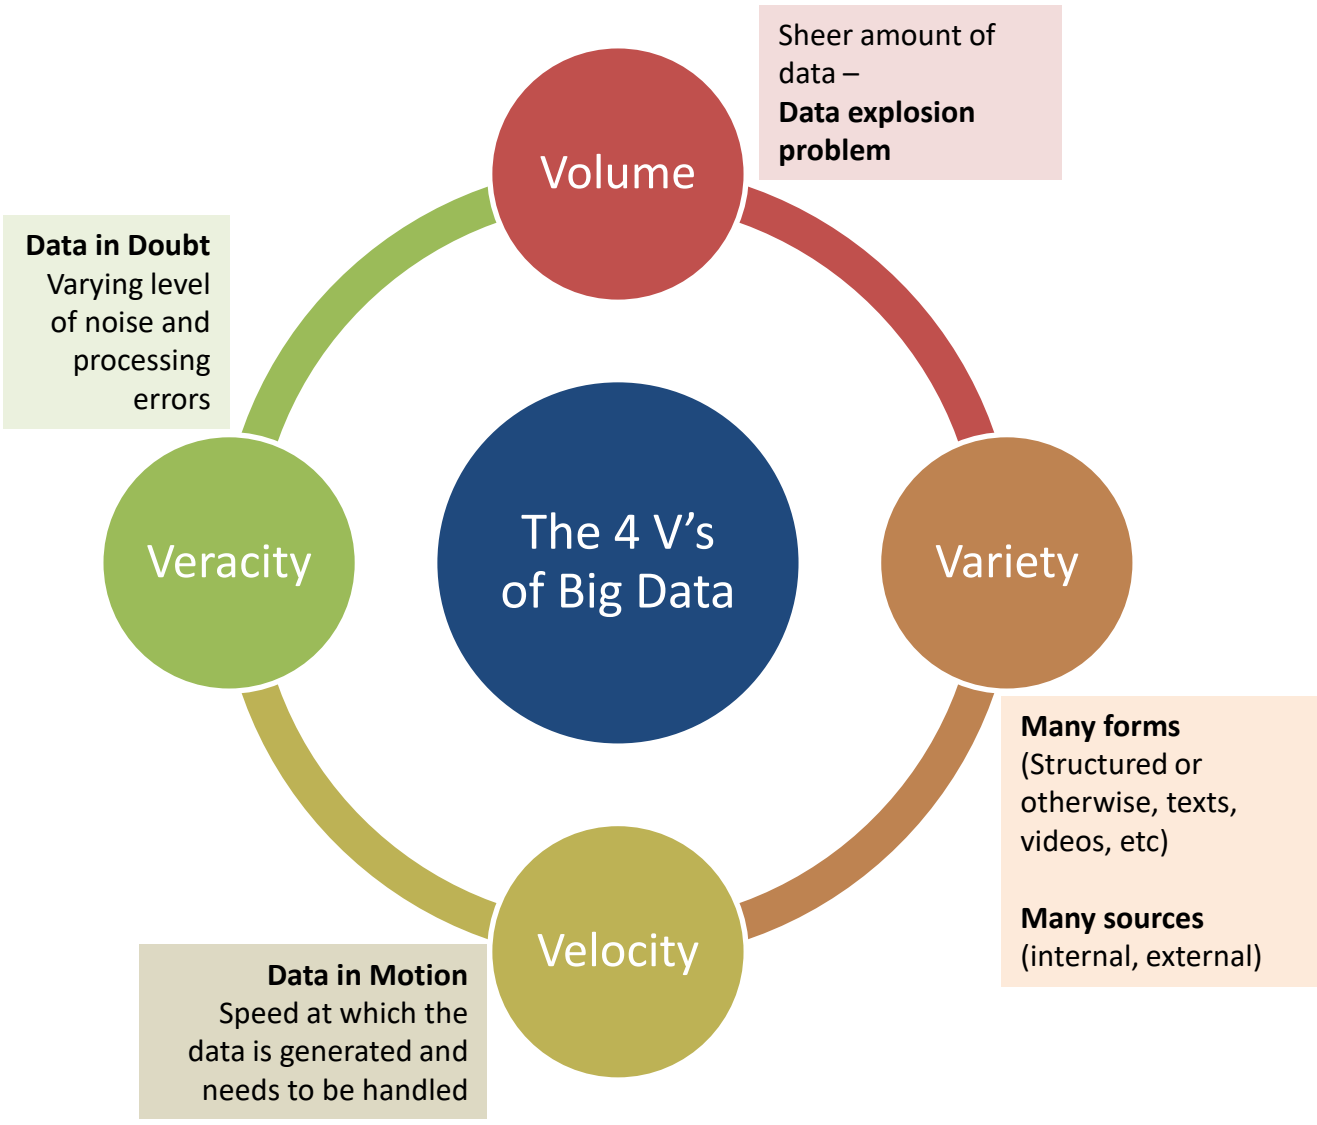 Sheer amount of
data –
Data explosion
problem
Volume
Data in Doubt
Varying level
of noise and
processing
errors
Veracity
The 4 V’s
of Big Data
Variety
Many forms
(Structured or
otherwise, texts,
videos, etc)
Many sources
(internal, external)
Velocity
Data in Motion
Speed at which the
data is generated and
needs to be handled